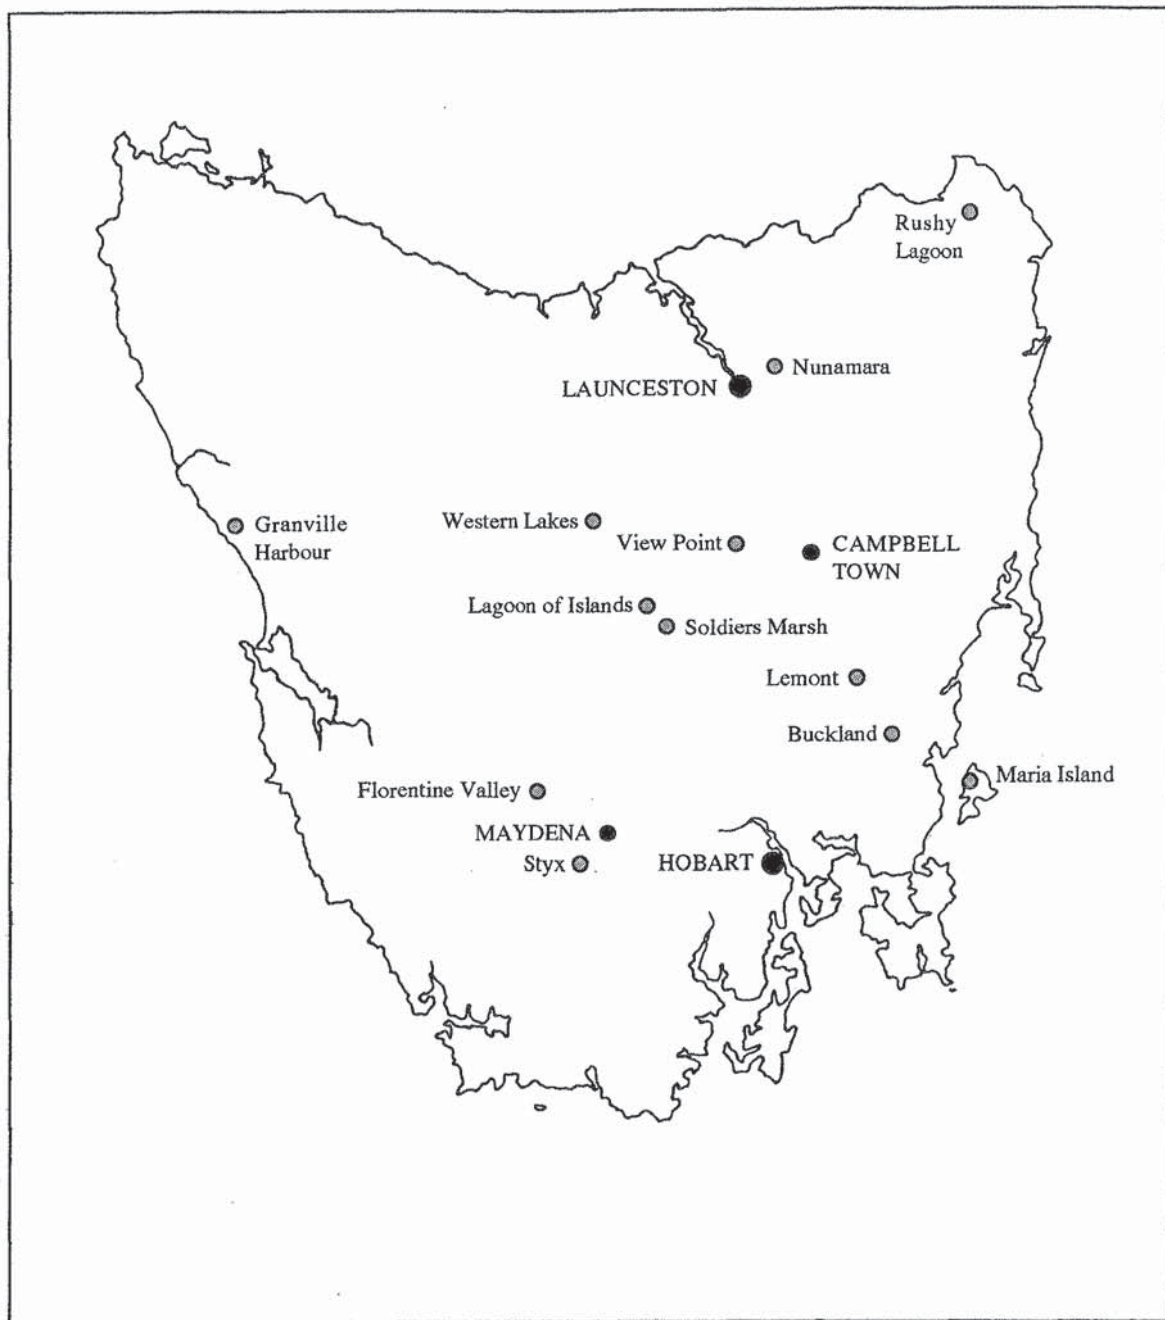 Rushy
Lagoon
Nunamara
LAUNCESTON
Granville
Harbour
Western Lakes
View Point
CAMPBELL
TOWN
Lagoon of Islands
Soldiers Marsh
Lemont
Buckland
Maria Island
Florentine Valley
MAYDENA
Styx
HOBART